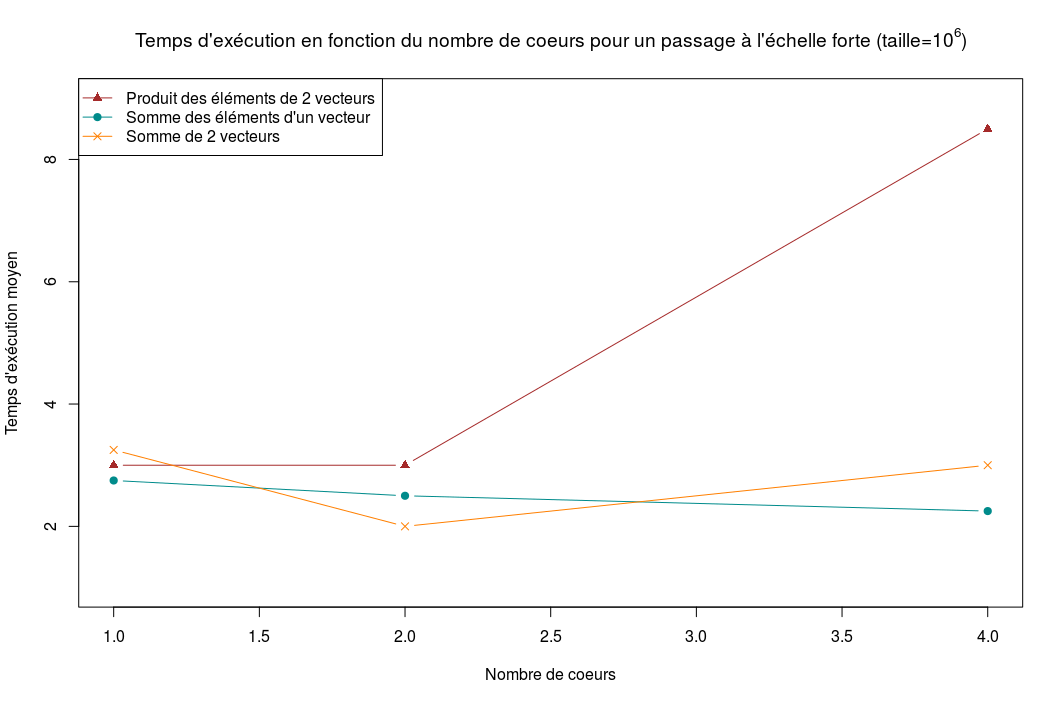 Temps d'exécution en fonction du nombre de coeurs pour un passage à l'échelle forte (taille=10⁶)
Produit des éléments de 2 vecteurs
Somme des éléments d'un vecteur
Somme de 2 vecteurs
Temps d'exécution moyen
8
6
4
2
1.0 1.5 2.0 2.5 3.0 3.5 4.0
Nombre de coeurs